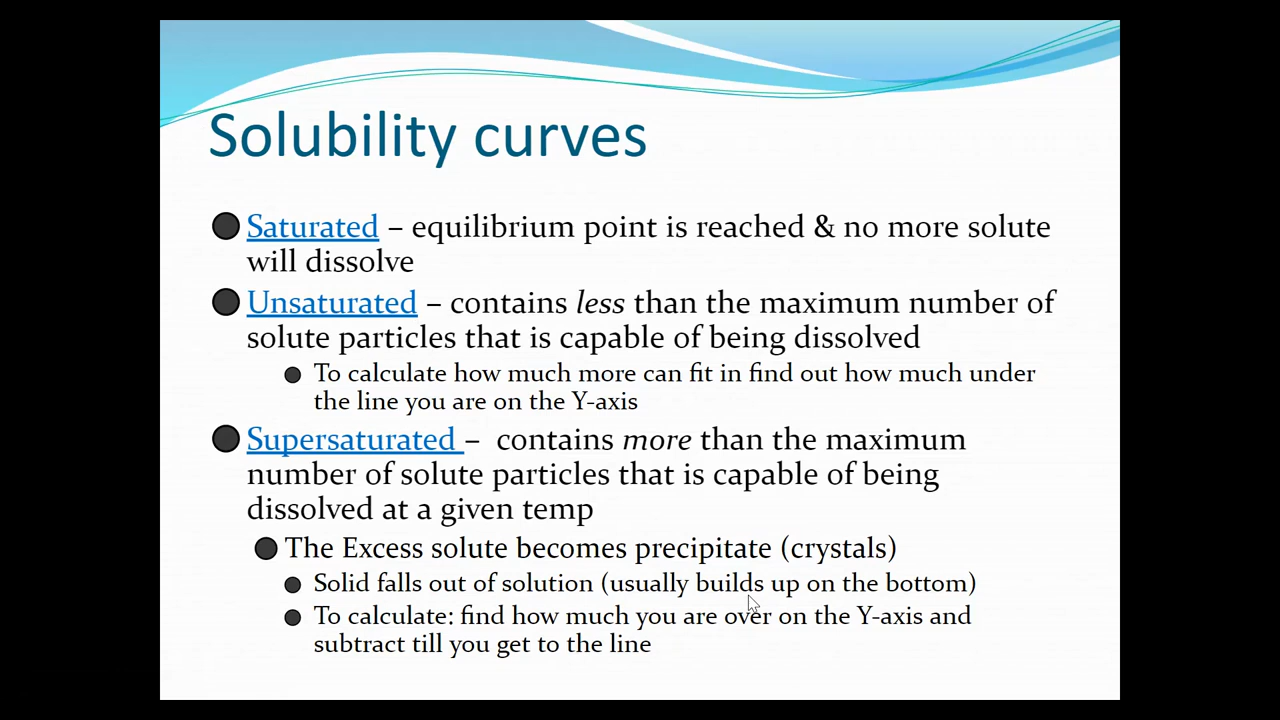 Solubility curves
Saturated – equilibrium point is reached & no more solute
will dissolve
Unsaturated – contains less than the maximum number of
solute particles that is capable of being dissolved
To calculate how much more can fit in find out how much under
the line you are on the Y-axis
Supersaturated – contains more than the maximum
number of solute particles that is capable of being
dissolved at a given temp
The Excess solute becomes precipitate (crystals)
Solid falls out of solution (usually builds up on the bottom)
To calculate: find how much you are over on the Y-axis and
subtract till you get to the line